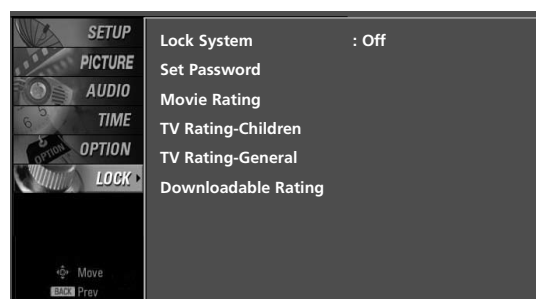 SETUP
PICTURE
AUDIO
TIME
OPTION
LOCK
Move
BACK Prev
Lock System : Off
Set Password
Movie Rating
TV Rating-Children
TV Rating-General
Downloadable Rating